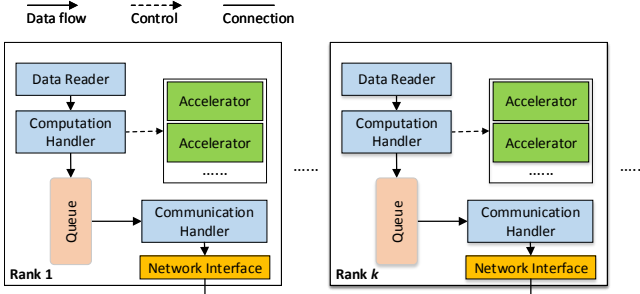 Data flow Control Connection
Data Reader
Accelerator
Computation
Handler
Accelerator
......
Queue
Communication
Handler
Rank 1
Network Interface
......
Data Reader
Accelerator
Computation
Handler
Accelerator
......
Queue
Communication
Handler
Rank k
Network Interface
......